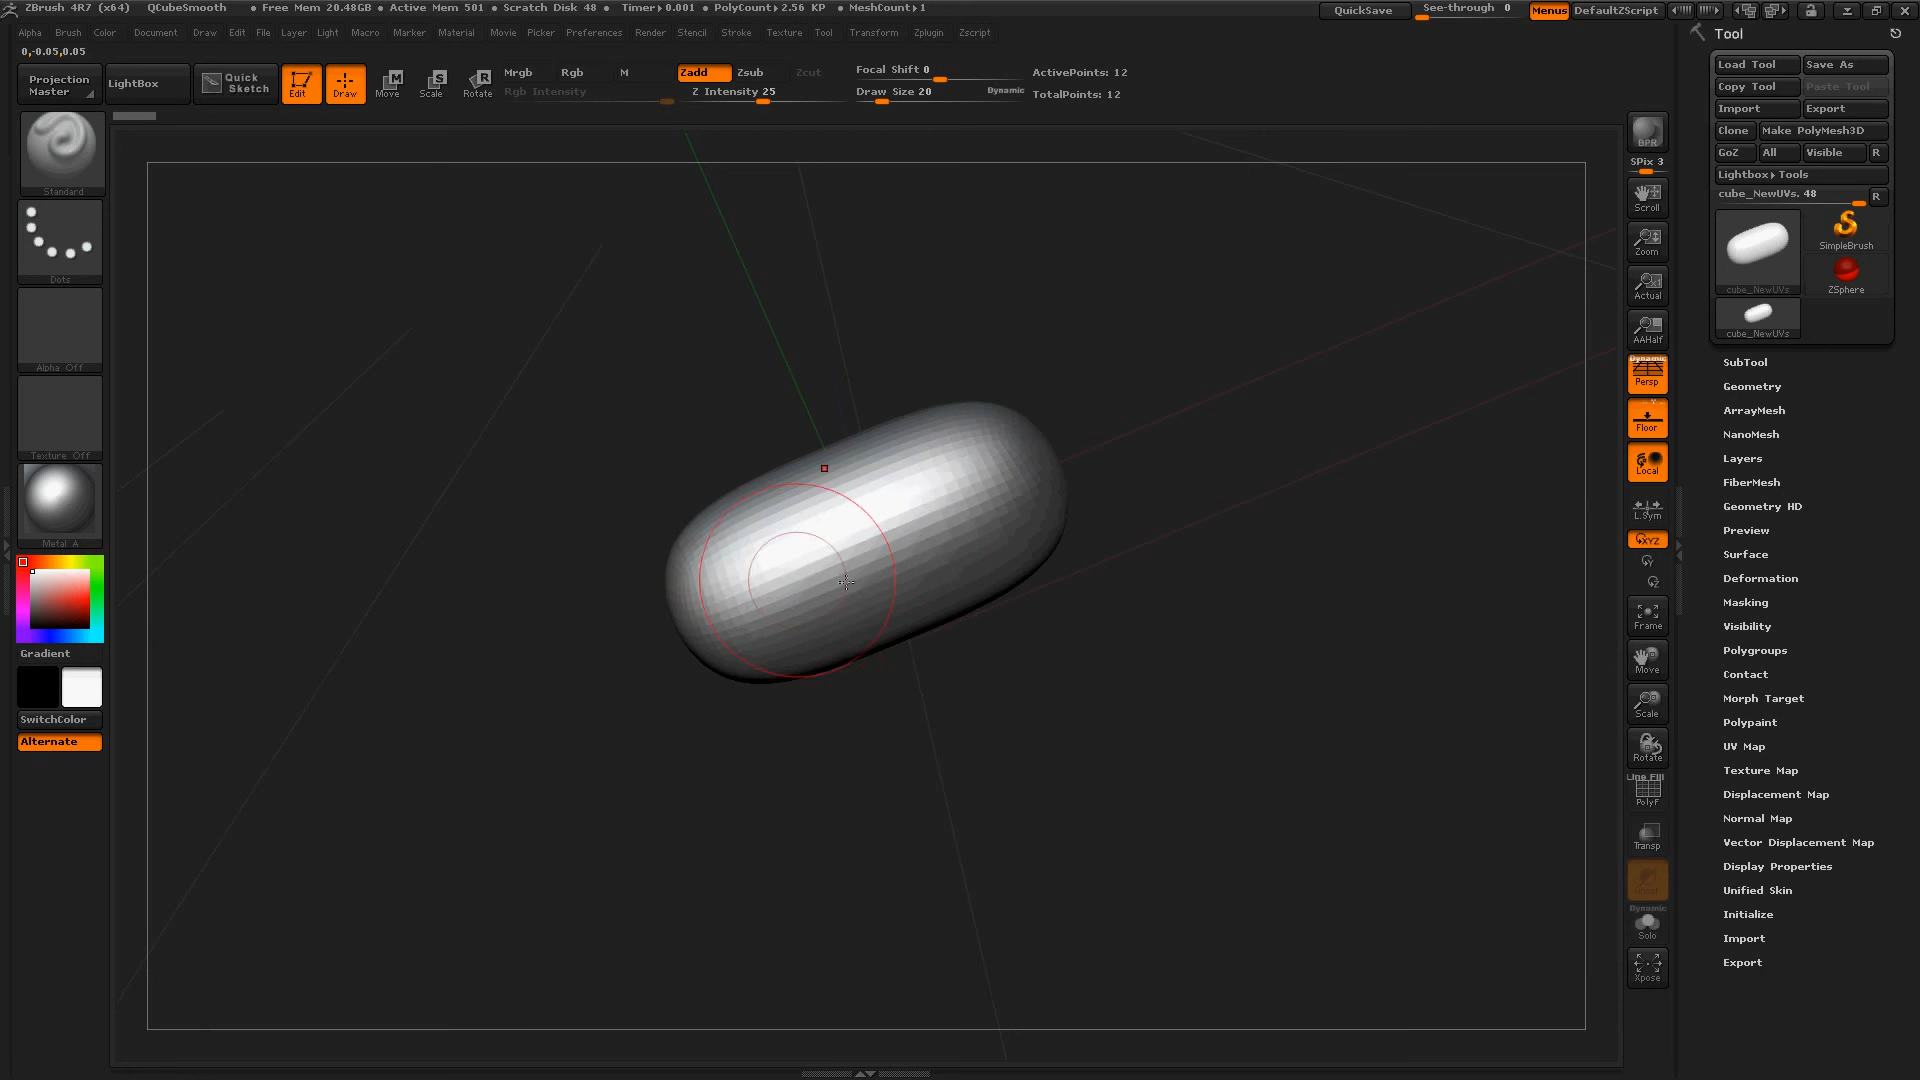 ZBrush 4R7 (x64) QCubeSmooth • Free Mem 20.48GB • Active Mem 501 • Scratch Disk 48 • Timer▸0.001 • PolyCount▸2.56 KP • MeshCount▸1 QuickSave See-through 0 Menus DefaultZScript
Alpha Brush Color Document Draw Edit File Layer Light Macro Marker Material Movie Picker Preferences Render Stencil Stroke Texture Tool Transform Zplugin Zscript
0,-0.05,0.05
Projection Master
LightBox
Quick Sketch
Edit
Draw
Move
Scale
Rotate
Mrgb Rgb M
Rgb Intensity
Zadd Zsub Zcut
Z Intensity 25
Focal Shift 0
Draw Size 20
Dynamic
ActivePoints: 12
TotalPoints: 12
Standard
Dots
Alpha Off
Texture Off
Metal A
Gradient
SwitchColor
Alternate
BPR
SPix 3
Scroll
Zoom
Actual
AAHalf
Dynamic
Persp
Floor
Local
L.Sym
XYZ
Y
Z
Frame
Move
Scale
Rotate
Line Fill
PolyF
Transp
Ghost
Dynamic
Solo
Xpose
Tool
Load Tool Save As
Copy Tool Paste Tool
Import Export
Clone Make PolyMesh3D
GoZ All Visible R
Lightbox▸Tools
cube_NewUVs. 48 R
cube_NewUVs
SimpleBrush
ZSphere
cube_NewUVs
SubTool
Geometry
ArrayMesh
NanoMesh
Layers
FiberMesh
Geometry HD
Preview
Surface
Deformation
Masking
Visibility
Polygroups
Contact
Morph Target
Polypaint
UV Map
Texture Map
Displacement Map
Normal Map
Vector Displacement Map
Display Properties
Unified Skin
Initialize
Import
Export